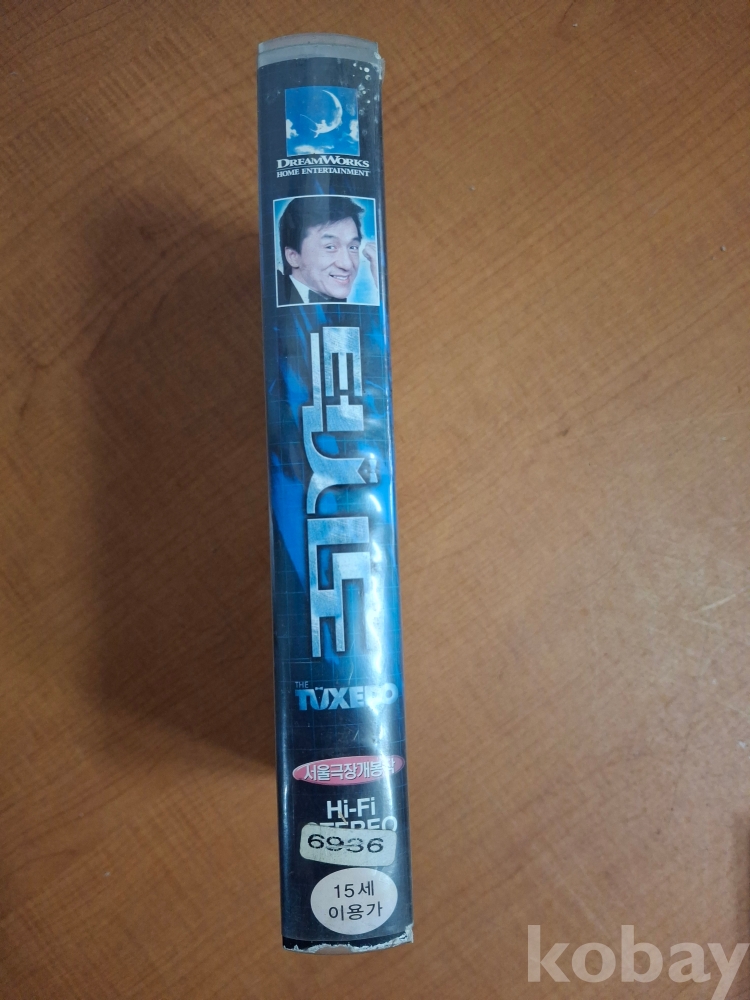 DREAMWORKS
HOME ENTERTAINMENT
턱시도
THE
TUXEDO
서울극장개봉작
Hi-Fi
STEREO
6936
15세
이용가
kobay